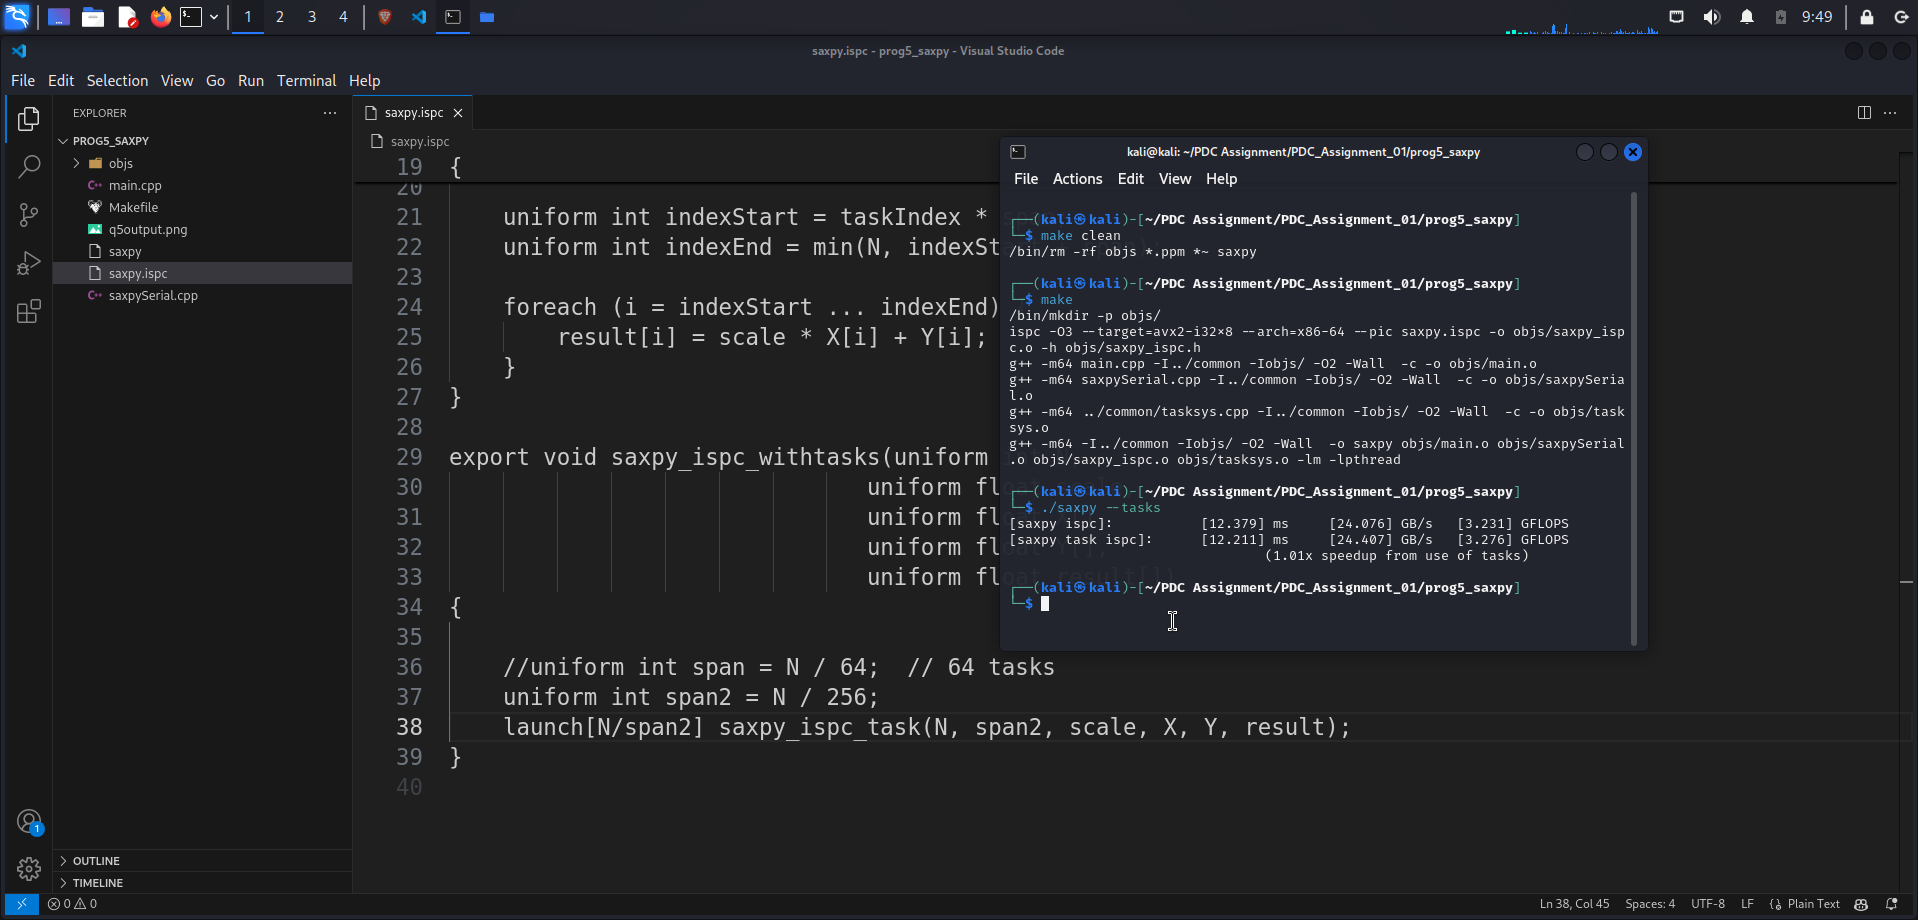 1 2 3 4 9:49
saxpy.ispc - prog5_saxpy - Visual Studio Code
File Edit Selection View Go Run Terminal Help
EXPLORER
PROG5_SAXPY
objs
main.cpp
Makefile
q5output.png
saxpy
saxpy.ispc
saxpySerial.cpp
OUTLINE
TIMELINE
saxpy.ispc
saxpy.ispc
19 {
20
21 uniform int indexStart = taskIndex *
22 uniform int indexEnd = min(N, indexSt
23
24 foreach (i = indexStart ... indexEnd)
25 result[i] = scale * X[i] + Y[i];
26 }
27 }
28
29 export void saxpy_ispc_withtasks(uniform
30 uniform fl
31 uniform fl
32 uniform fl
33 uniform float result[])
34 {
35
36 //uniform int span = N / 64; // 64 tasks
37 uniform int span2 = N / 256;
38 launch[N/span2] saxpy_ispc_task(N, span2, scale, X, Y, result);
39 }
40
kali@kali: ~/PDC Assignment/PDC_Assignment_01/prog5_saxpy
File Actions Edit View Help
┌──(kali㉿kali)-[~/PDC Assignment/PDC_Assignment_01/prog5_saxpy]
└─$ make clean
/bin/rm -rf objs *.ppm *~ saxpy
┌──(kali㉿kali)-[~/PDC Assignment/PDC_Assignment_01/prog5_saxpy]
└─$ make
/bin/mkdir -p objs/
ispc -O3 --target=avx2-i32×8 --arch=x86-64 --pic saxpy.ispc -o objs/saxpy_isp
c.o -h objs/saxpy_ispc.h
g++ -m64 main.cpp -I../common -Iobjs/ -O2 -Wall -c -o objs/main.o
g++ -m64 saxpySerial.cpp -I../common -Iobjs/ -O2 -Wall -c -o objs/saxpySeria
l.o
g++ -m64 ../common/tasksys.cpp -I../common -Iobjs/ -O2 -Wall -c -o objs/task
sys.o
g++ -m64 -I../common -Iobjs/ -O2 -Wall -o saxpy objs/main.o objs/saxpySerial
.o objs/saxpy_ispc.o objs/tasksys.o -lm -lpthread
┌──(kali㉿kali)-[~/PDC Assignment/PDC_Assignment_01/prog5_saxpy]
└─$ ./saxpy --tasks
[saxpy ispc]: [12.379] ms [24.076] GB/s [3.231] GFLOPS
[saxpy task ispc]: [12.211] ms [24.407] GB/s [3.276] GFLOPS
(1.01x speedup from use of tasks)
┌──(kali㉿kali)-[~/PDC Assignment/PDC_Assignment_01/prog5_saxpy]
└─$
1
0 0 Ln 38, Col 45 Spaces: 4 UTF-8 LF {} Plain Text